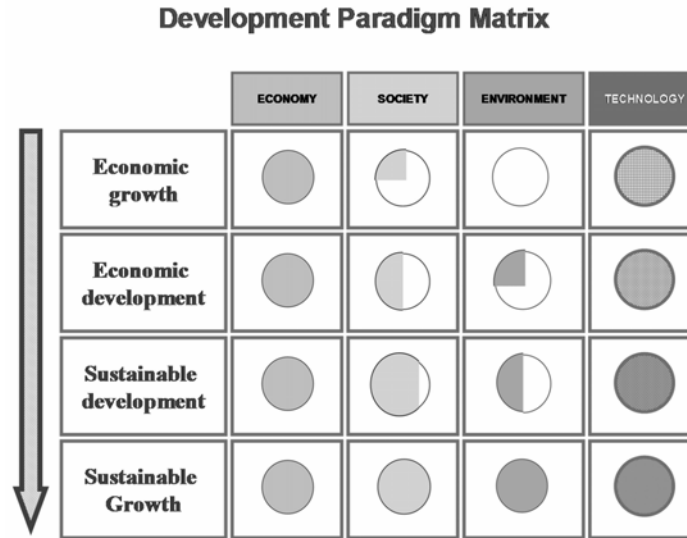 Development Paradigm Matrix
ECONOMY SOCIETY ENVIRONMENT TECHNOLOGY
Economic
growth
Economic
development
Sustainable
development
Sustainable
Growth